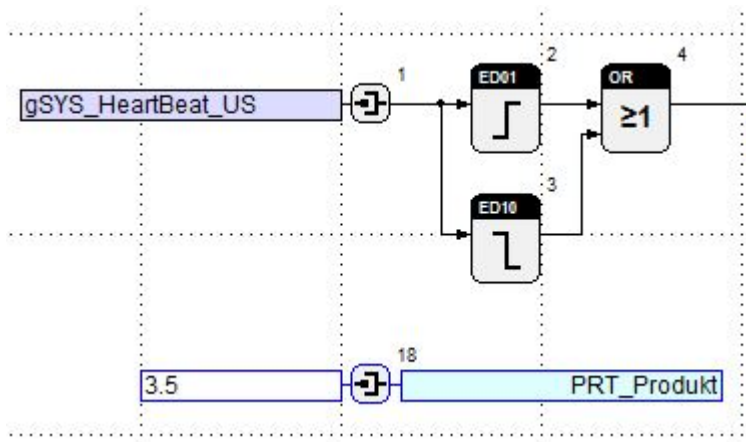 1
2
4
gSYS_HeartBeat_US
ED01
OR
≥1
3
ED10
18
3.5
PRT_Produkt